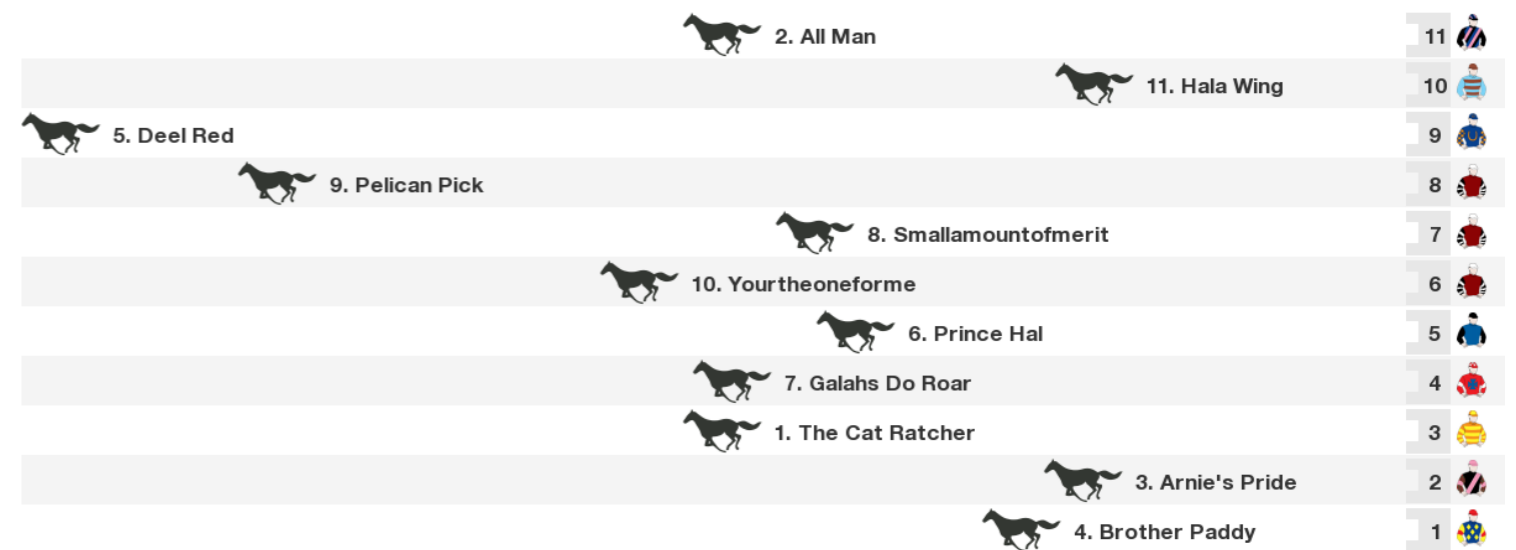 2. All Man 11
11. Hala Wing 10
5. Deel Red 9
9. Pelican Pick 8
8. Smallamountofmerit 7
10. Yourtheoneforme 6
6. Prince Hal 5
7. Galahs Do Roar 4
1. The Cat Ratcher 3
3. Arnie's Pride 2
4. Brother Paddy 1